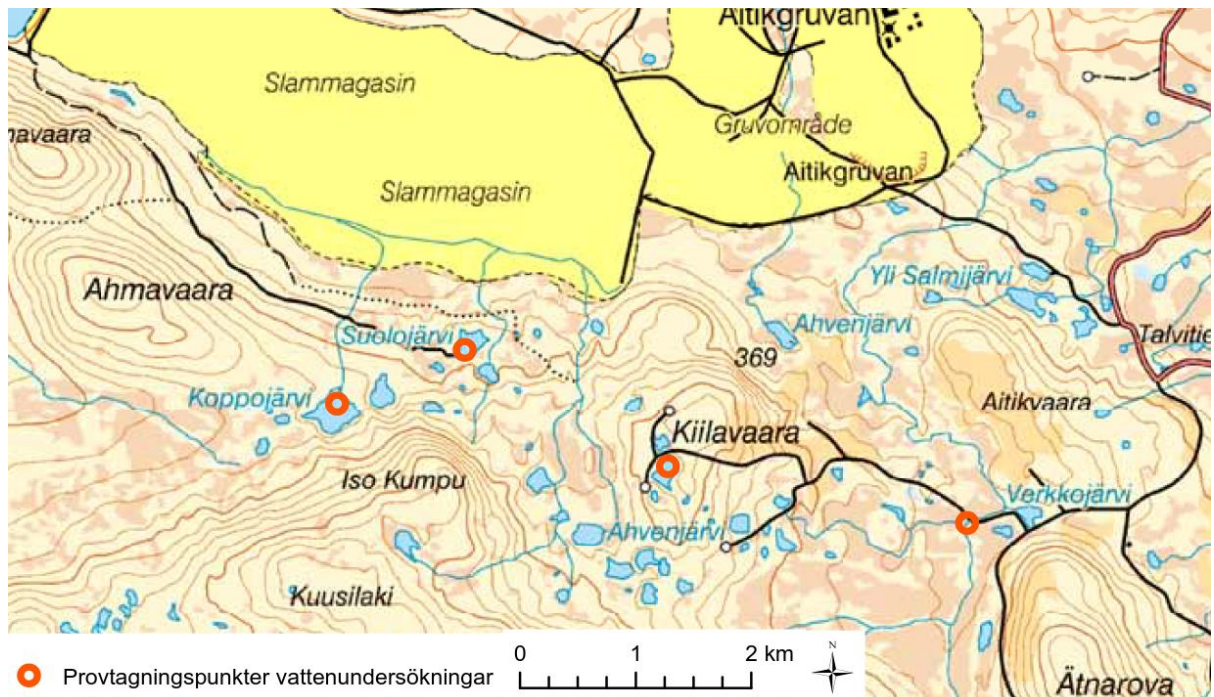 Aitikgruvan
Slammagasin
Gruvområde
Slammagasin
Aitikgruvan
Yli Salmijärvi
Ahmavaara
Suolojärvi
Ahvenjärvi
369
Talvitie
Koppojärvi
Aitikvaara
Kiilavaara
Iso Kumpu
Verkkojärvi
Ahvenjärvi
Kuusilaki
Ätnarova
0 1 2 km
N
Provtagningspunkter vattenundersökningar